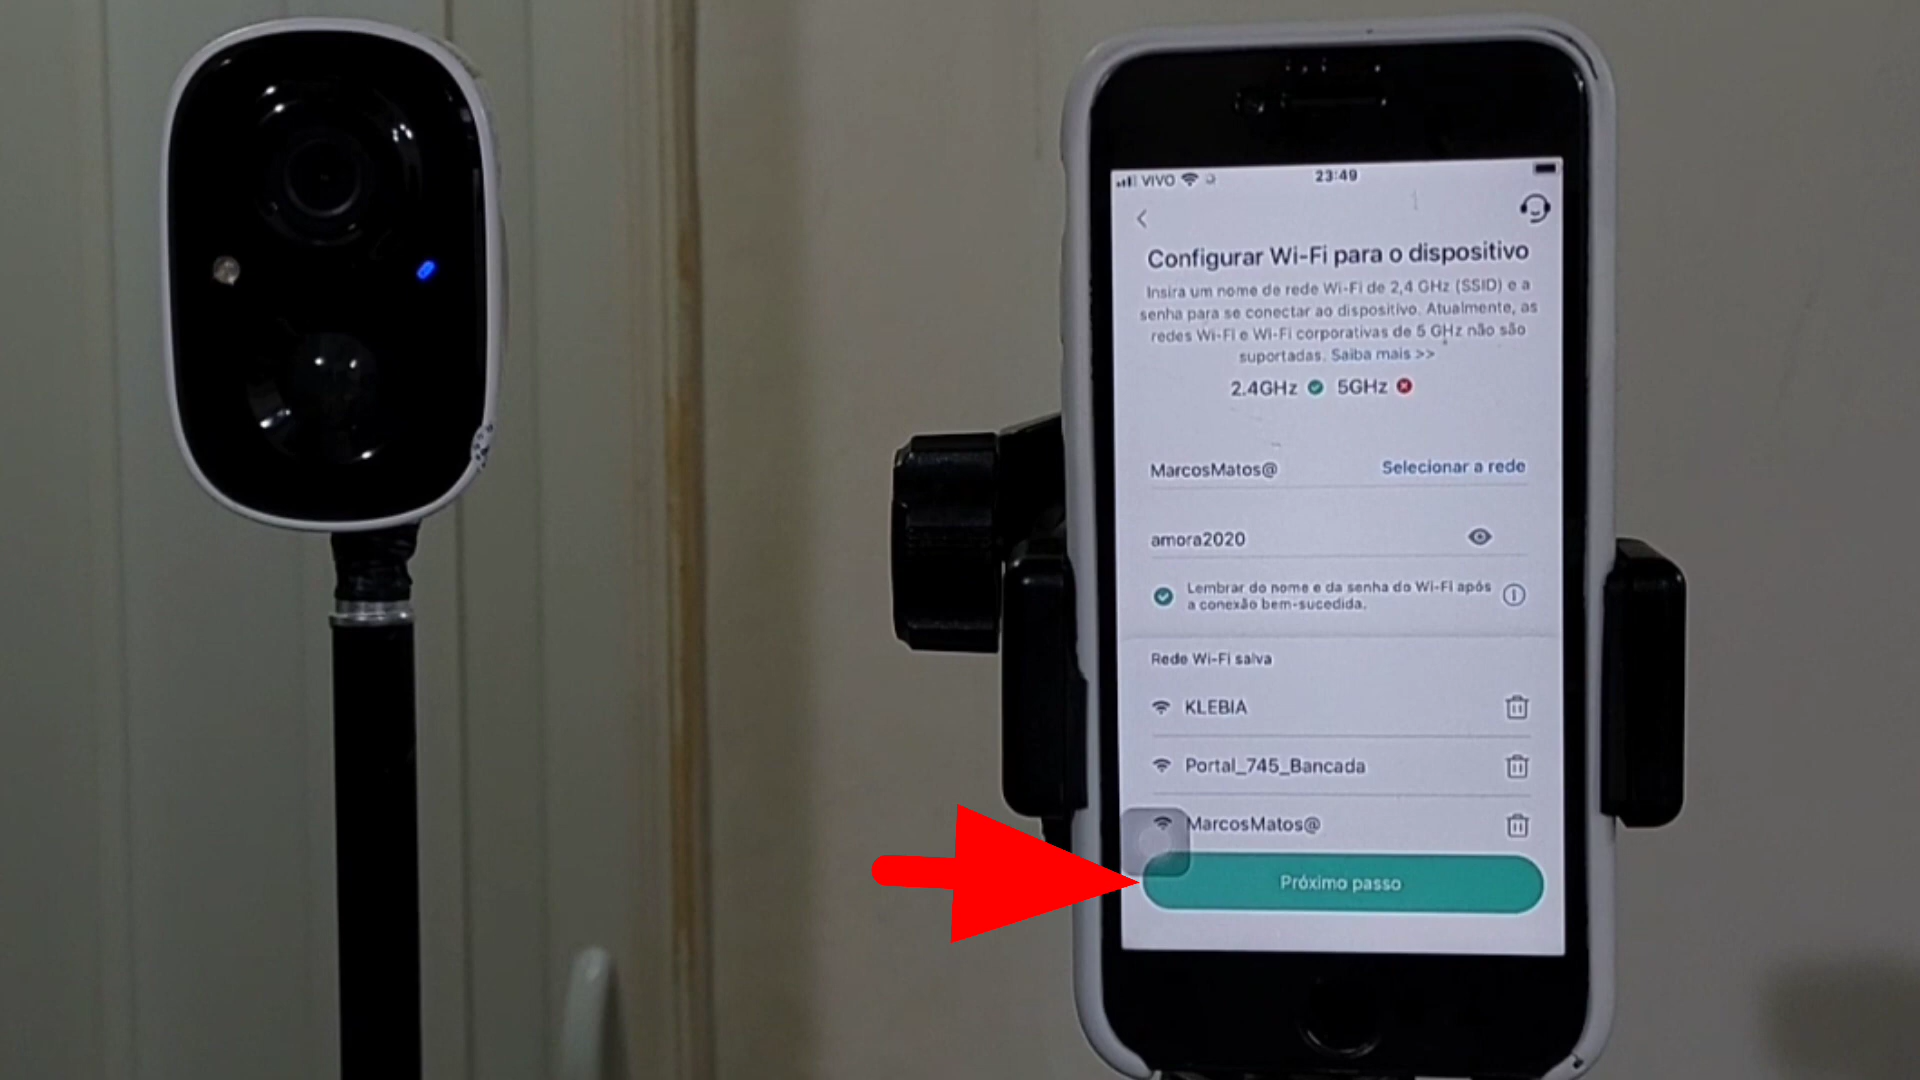 VIVO
23:49
Configurar Wi-Fi para o dispositivo
Insira um nome de rede Wi-Fi de 2,4 GHz (SSID) e a
senha para se conectar ao dispositivo. Atualmente, as
redes Wi-Fi e Wi-Fi corporativas de 5 GHz não são
suportadas. Saiba mais >>
2.4GHz 5GHz
MarcosMatos@ Selecionar a rede
amora2020
Lembrar do nome e da senha do Wi-Fi após
a conexão bem-sucedida.
Rede Wi-Fi salva
KLEBIA
Portal_745_Bancada
MarcosMatos@
Próximo passo